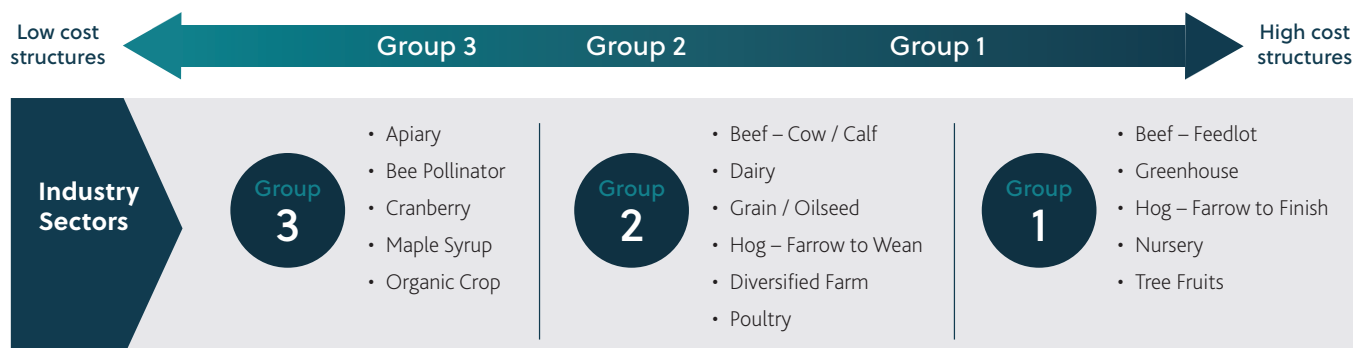 Low cost
structures
Group 3
Group 2
Group 1
High cost
structures
Industry
Sectors
Group
3
• Apiary
• Bee Pollinator
• Cranberry
• Maple Syrup
• Organic Crop
Group
2
• Beef – Cow / Calf
• Dairy
• Grain / Oilseed
• Hog – Farrow to Wean
• Diversified Farm
• Poultry
Group
1
• Beef – Feedlot
• Greenhouse
• Hog – Farrow to Finish
• Nursery
• Tree Fruits